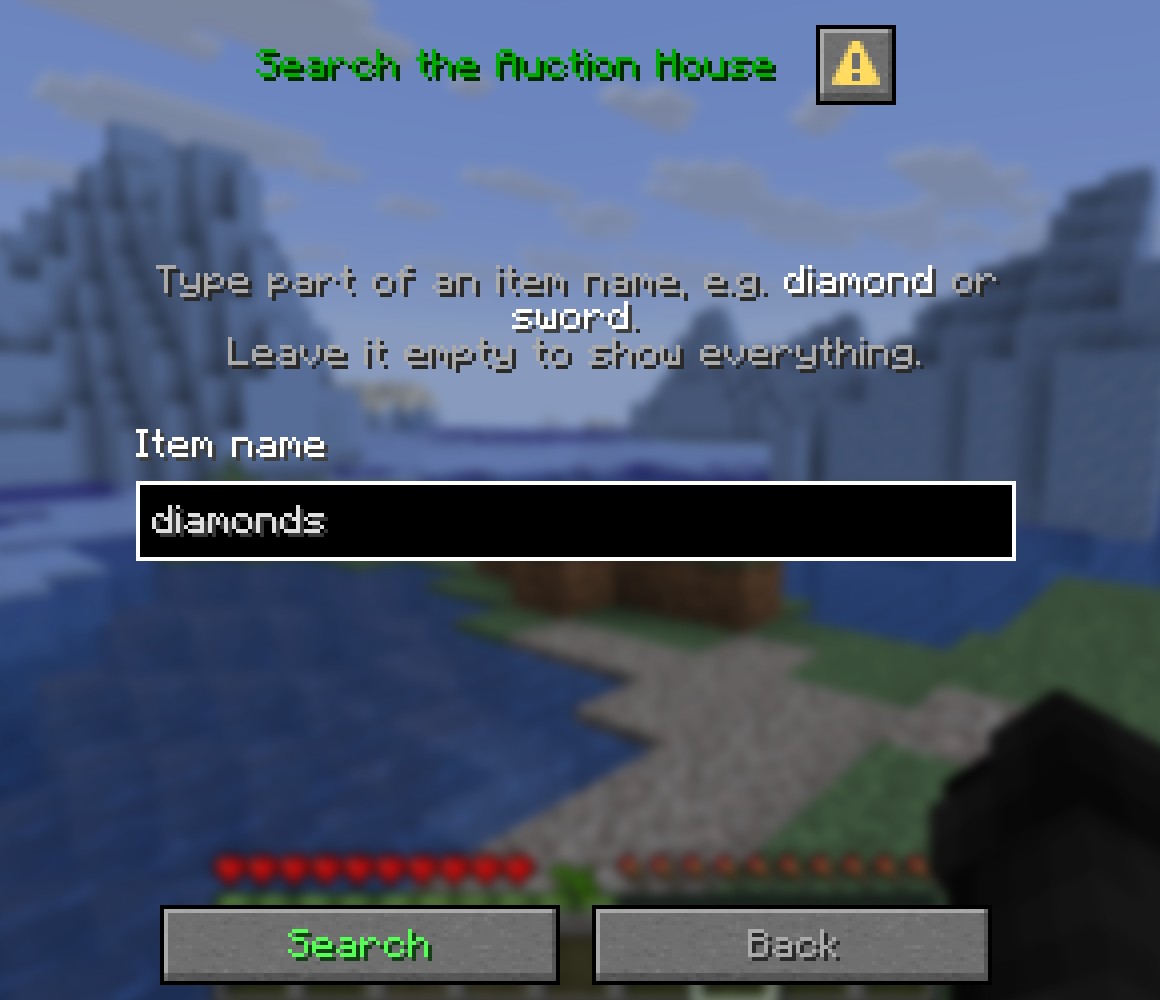 Search the Auction House
Type part of an item name, e.g. diamond or
sword.
Leave it empty to show everything.
Item name
diamonds
Search
Back